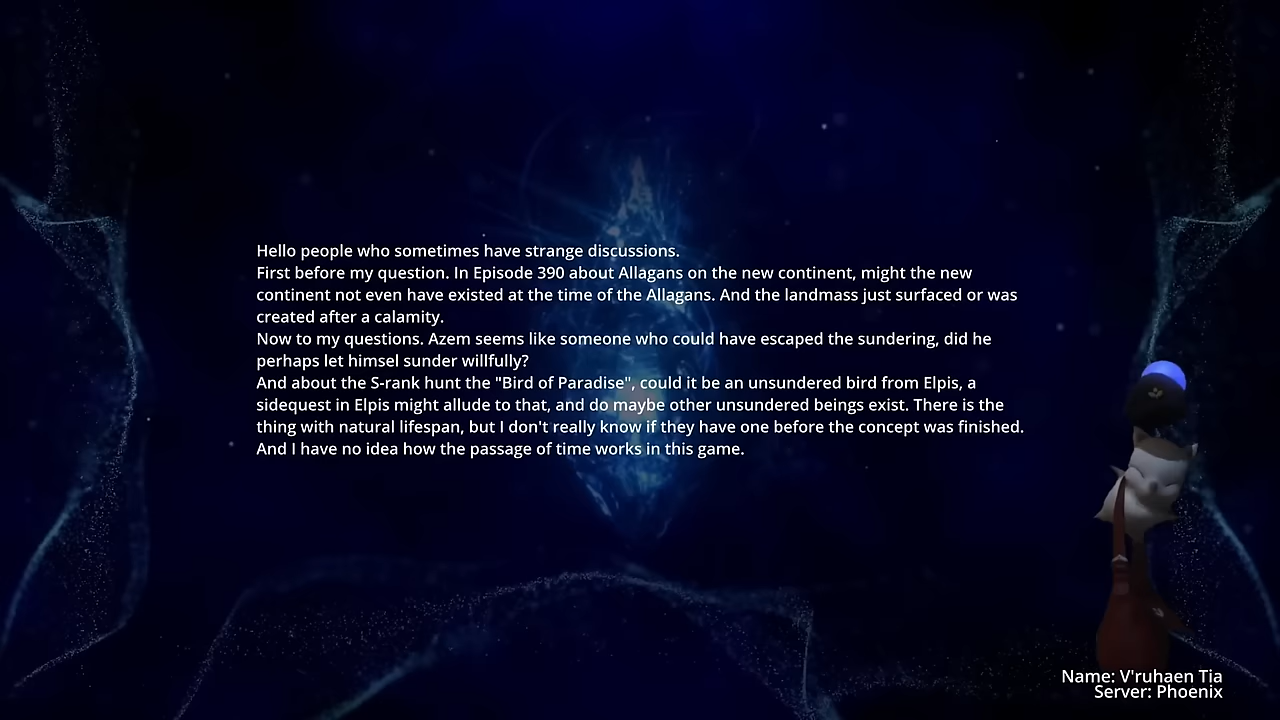 Hello people who sometimes have strange discussions.
First before my question. In Episode 390 about Allagans on the new continent, might the new
continent not even have existed at the time of the Allagans. And the landmass just surfaced or was
created after a calamity.
Now to my questions. Azem seems like someone who could have escaped the sundering, did he
perhaps let himsel sunder willfully?
And about the S-rank hunt the "Bird of Paradise", could it be an unsundered bird from Elpis, a
sidequest in Elpis might allude to that, and do maybe other unsundered beings exist. There is the
thing with natural lifespan, but I don't really know if they have one before the concept was finished.
And I have no idea how the passage of time works in this game.
Name: V'ruhaen Tia
Server: Phoenix